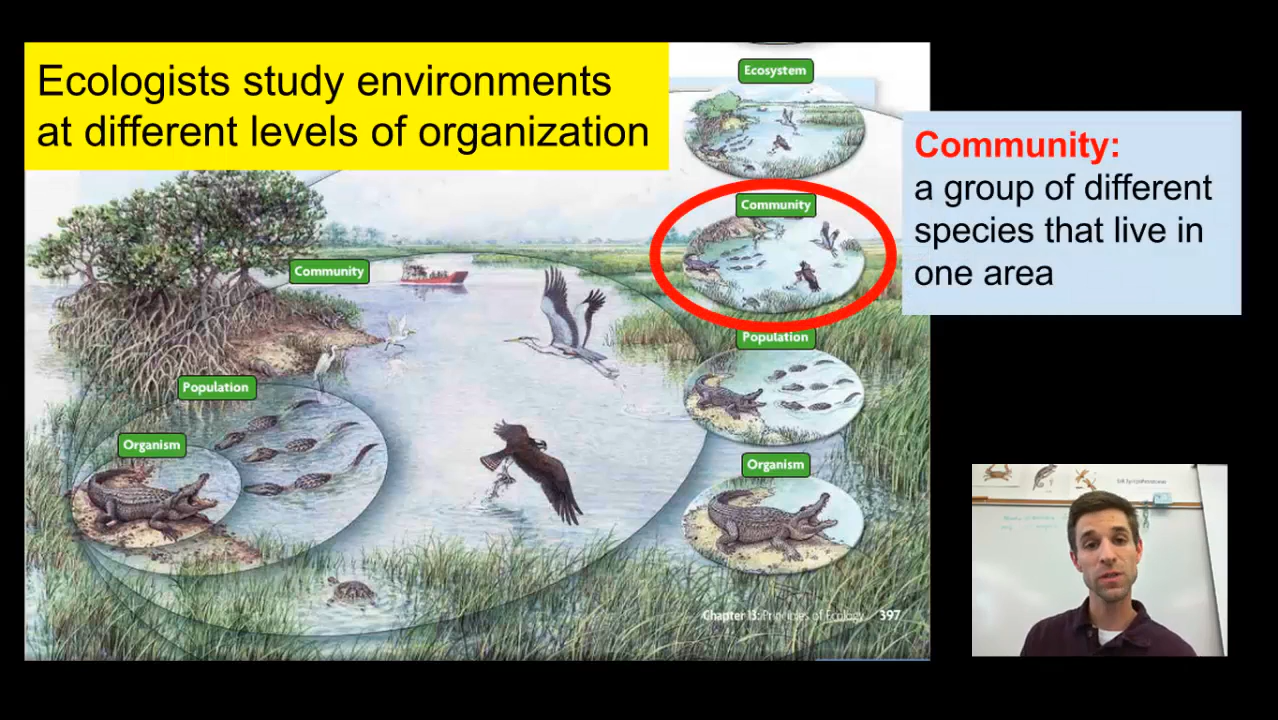 Ecologists study environments
at different levels of organization
Ecosystem
Community:
a group of different
species that live in
one area
Community
Community
Population
Population
Organism
Organism
Chapter 13: Principles of Ecology 397